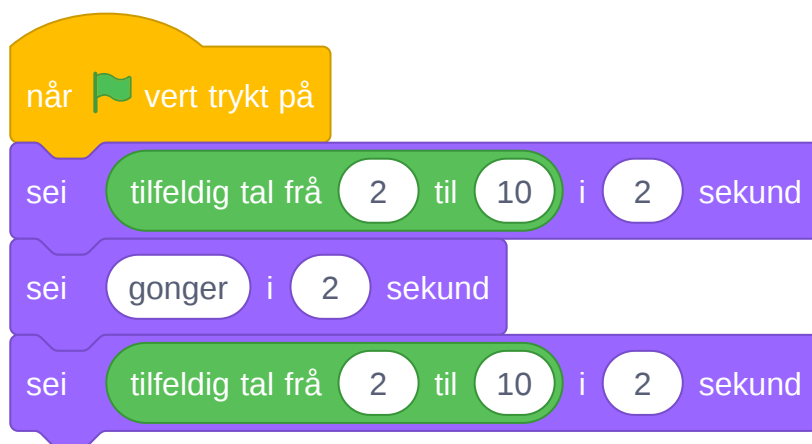 når vert trykt på
sei tilfeldig tal frå 2 til 10 i 2 sekund
sei gonger i 2 sekund
sei tilfeldig tal frå 2 til 10 i 2 sekund